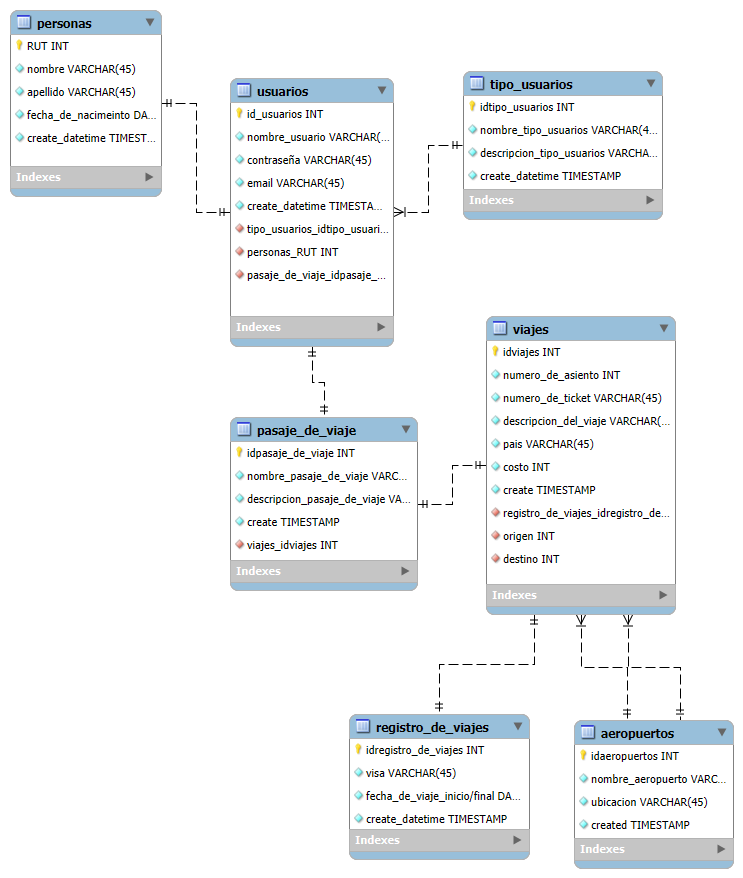 personas
RUT INT
nombre VARCHAR(45)
apellido VARCHAR(45)
fecha_de_nacimeinto DA...
create_datetime TIMEST...
Indexes
usuarios
id_usuarios INT
nombre_usuario VARCHAR(...
contraseña VARCHAR(45)
email VARCHAR(45)
create_datetime TIMESTA...
tipo_usuarios_idtipo_usuari...
personas_RUT INT
pasaje_de_viaje_idpasaje_...
Indexes
tipo_usuarios
idtipo_usuarios INT
nombre_tipo_usuarios VARCHAR(4...
descripcion_tipo_usuarios VARCHA...
create_datetime TIMESTAMP
Indexes
viajes
idviajes INT
numero_de_asiento INT
numero_de_ticket VARCHAR(45)
descripcion_del_viaje VARCHAR(...
pais VARCHAR(45)
costo INT
create TIMESTAMP
registro_de_viajes_idregistro_de...
origen INT
destino INT
Indexes
pasaje_de_viaje
idpasaje_de_viaje INT
nombre_pasaje_de_viaje VARC...
descripcion_pasaje_de_viaje VA...
create TIMESTAMP
viajes_idviajes INT
Indexes
registro_de_viajes
idregistro_de_viajes INT
visa VARCHAR(45)
fecha_de_viaje_inicio/final DA...
create_datetime TIMESTAMP
Indexes
aeropuertos
idaeropuertos INT
nombre_aeropuerto VARC...
ubicacion VARCHAR(45)
created TIMESTAMP
Indexes